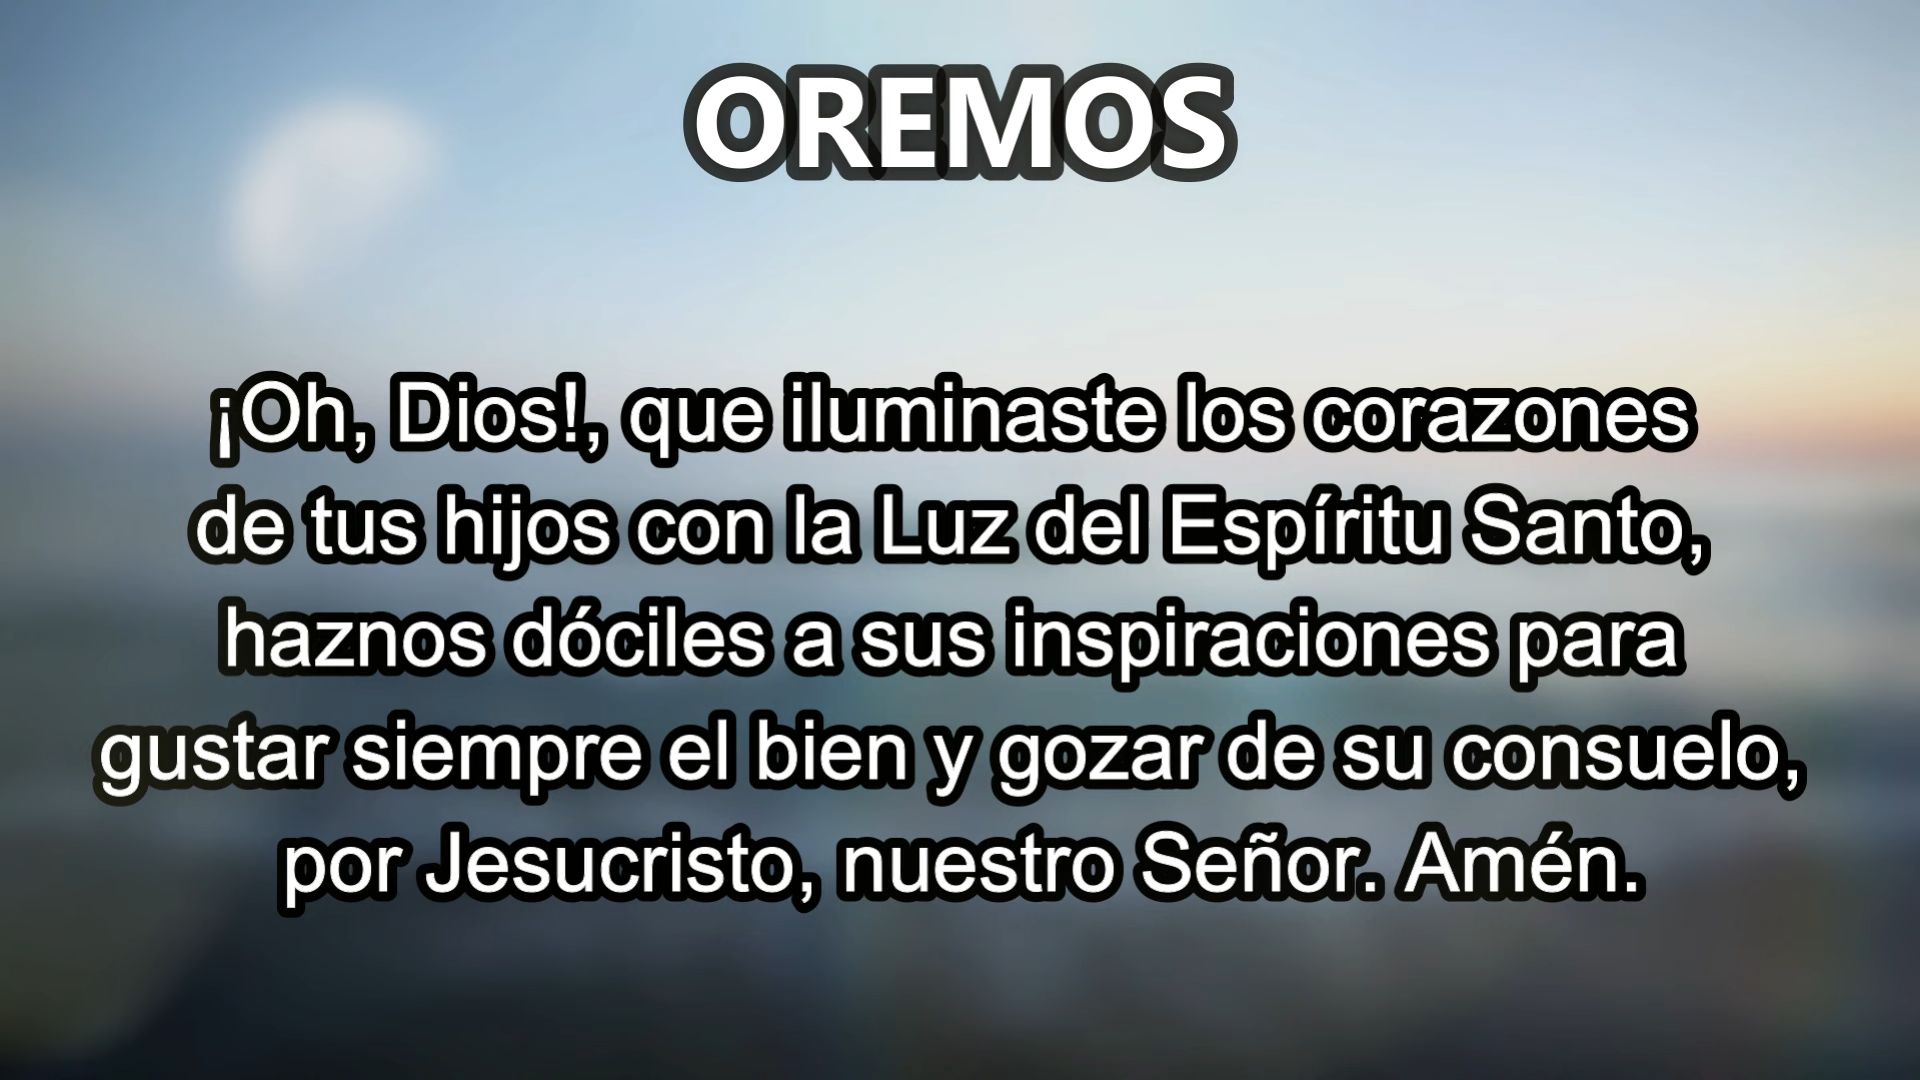 OREMOS
¡Oh, Dios!, que iluminaste los corazones
de tus hijos con la Luz del Espíritu Santo,
haznos dóciles a sus inspiraciones para
gustar siempre el bien y gozar de su consuelo,
por Jesucristo, nuestro Señor. Amén.